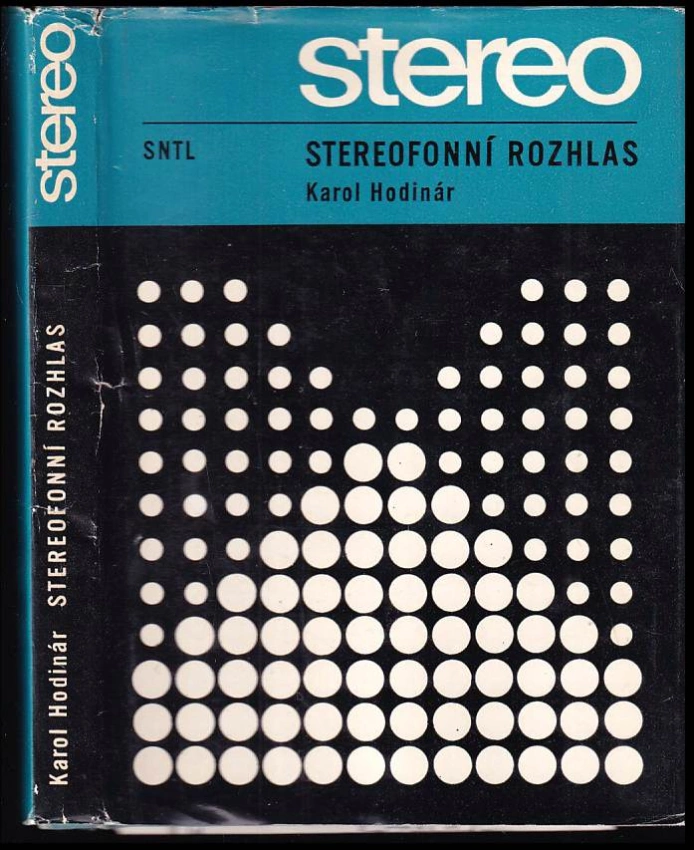 stereo
SNTL
STEREOFONNÍ ROZHLAS
Karol Hodinár
stereo
Karol Hodinár STEREOFONNÍ ROZHLAS